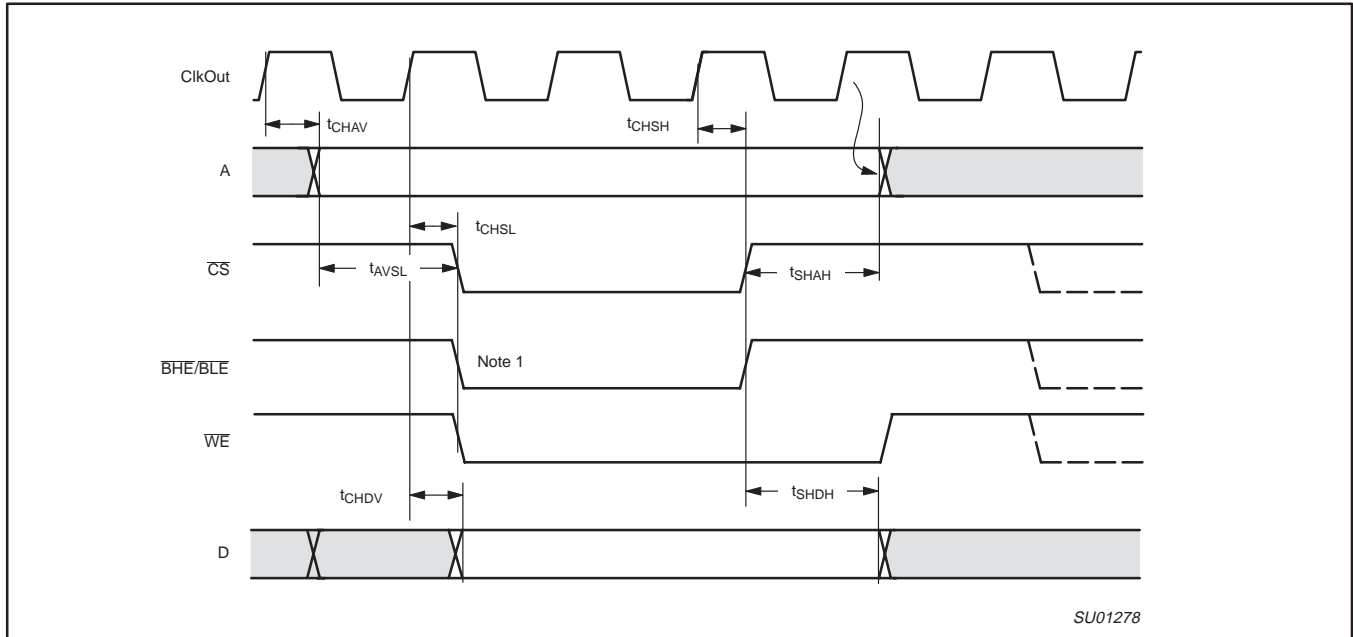 ClkOut
tCHAV
tCHSH
A
tCHSL
CS
tAVSL
tSHAH
BHE/BLE
Note 1
WE
tCHDV
tSHDH
D
SU01278